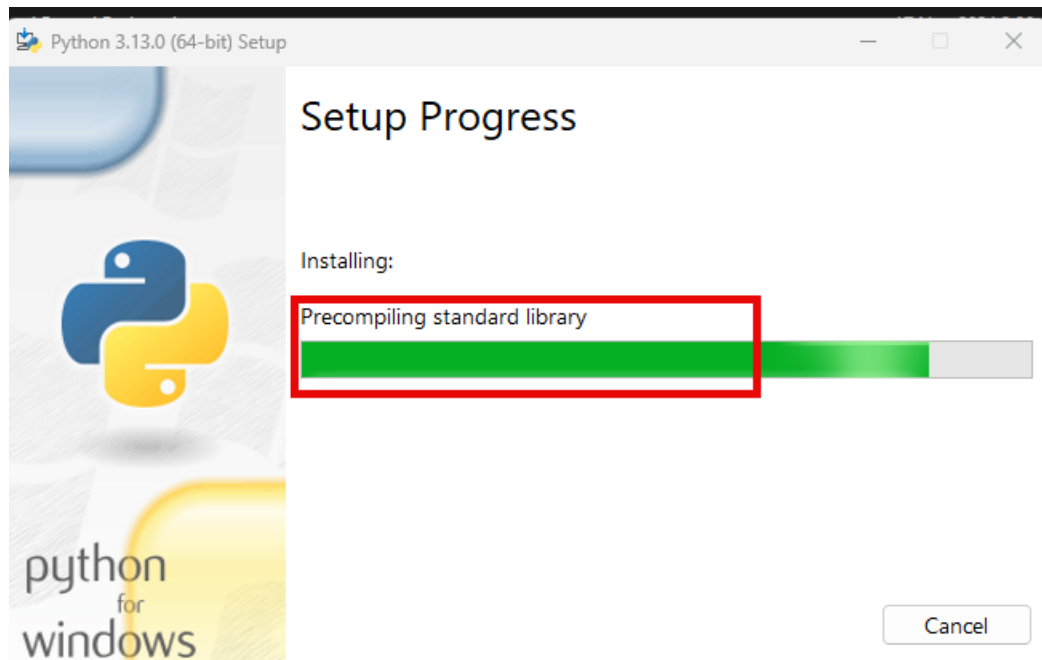 Python 3.13.0 (64-bit) Setup
Setup Progress
Installing:
Precompiling standard library
python
for
windows
Cancel